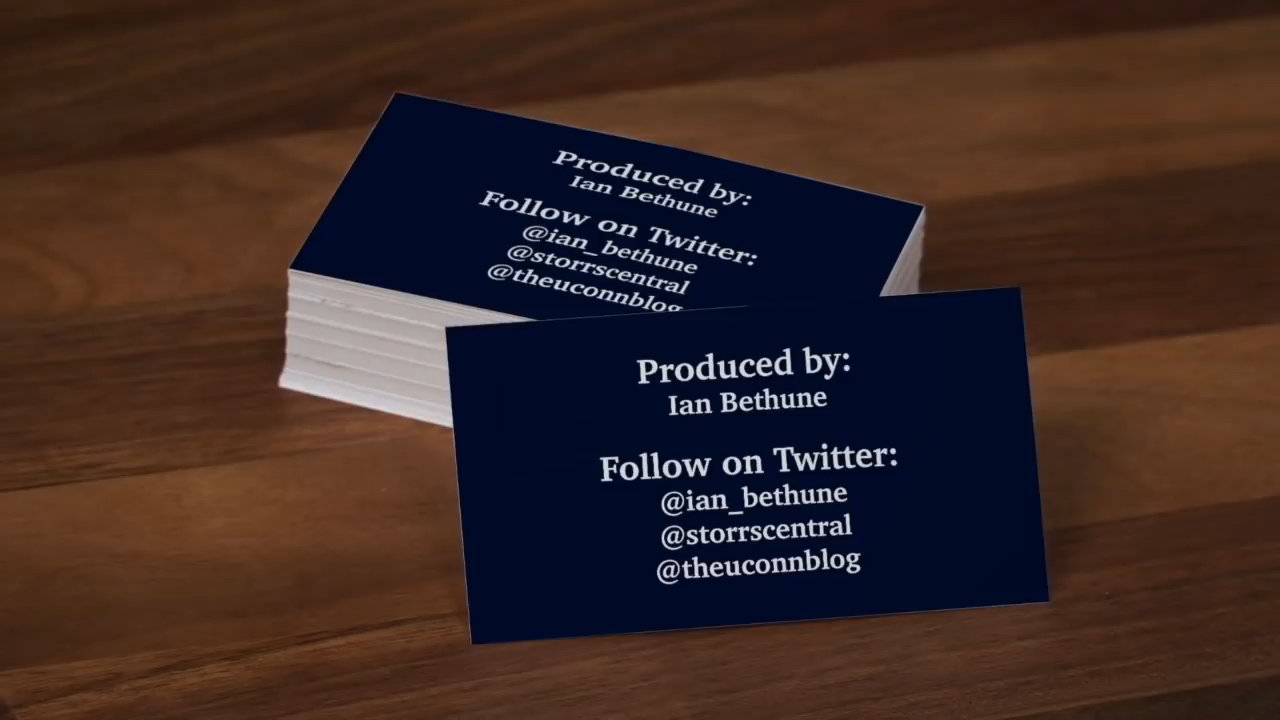 Produced by:
Ian Bethune
Follow on Twitter:
@ian_bethune
@storrscentral
@theuconnblog
Produced by:
Ian Bethune
Follow on Twitter:
@ian_bethune
@storrscentral
@theuconnblog